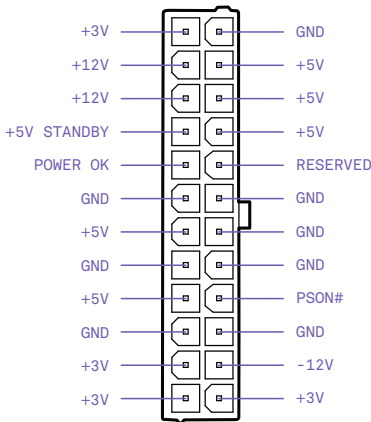 +3V GND
+12V +5V
+12V +5V
+5V STANDBY +5V
POWER OK RESERVED
GND GND
+5V GND
GND GND
+5V PSON#
GND GND
+3V -12V
+3V +3V